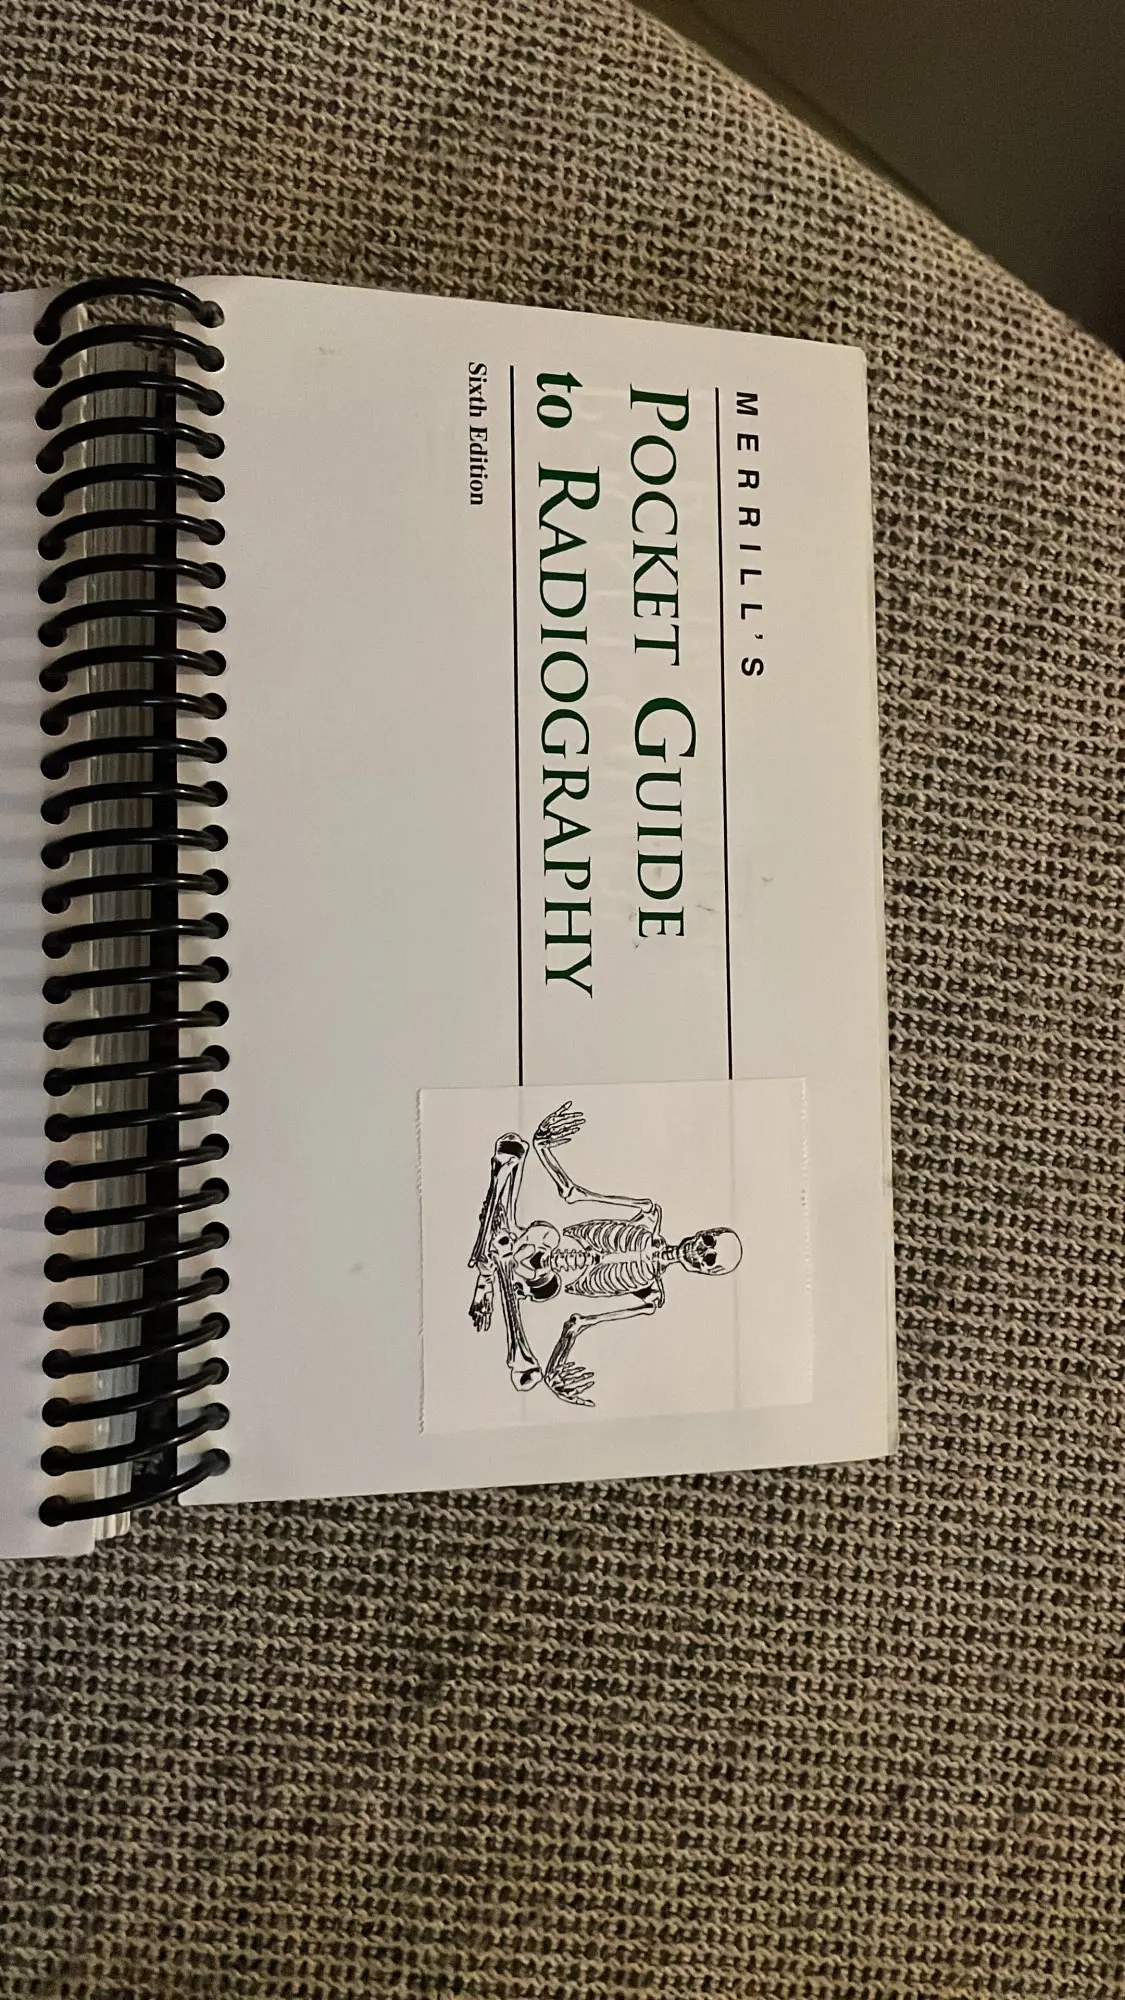 MERRILL'S
POCKET GUIDE
to RADIOGRAPHY
Sixth Edition